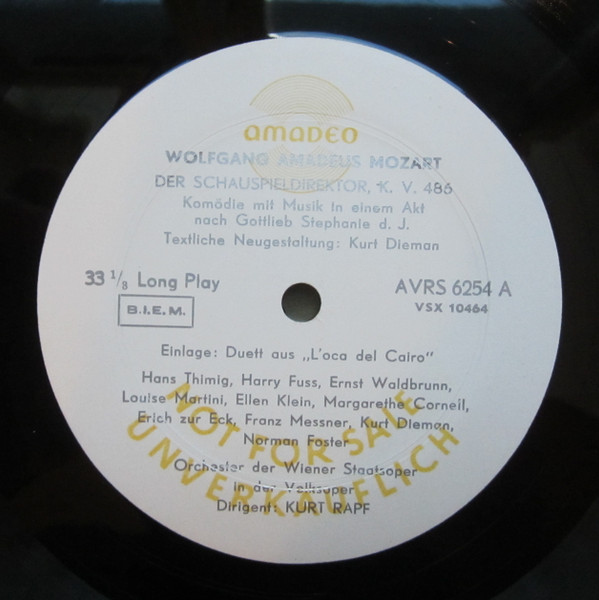 AMADEO
WOLFGANG AMADEUS MOZART
DER SCHAUSPIELDIREKTOR, K. V. 486
Komödie mit Musik in einem Akt
nach Gottlieb Stephanie d. J.
Textliche Neugestaltung: Kurt Dieman
33 1/3 Long Play
B.I.E.M.
AVRS 6254 A
VSX 10464
Einlage: Duett aus „L'oca del Cairo"
Hans Thimig, Harry Fuss, Ernst Waldbrunn,
Louise Martini, Ellen Klein, Margarethe Corneil,
Erich zur Eck, Franz Messner, Kurt Dieman,
Norman Foster
Orchester der Wiener Staatsoper
in der Volksoper
Dirigent: KURT RAPF
NOT FOR SALE
UNVERKÄUFLICH